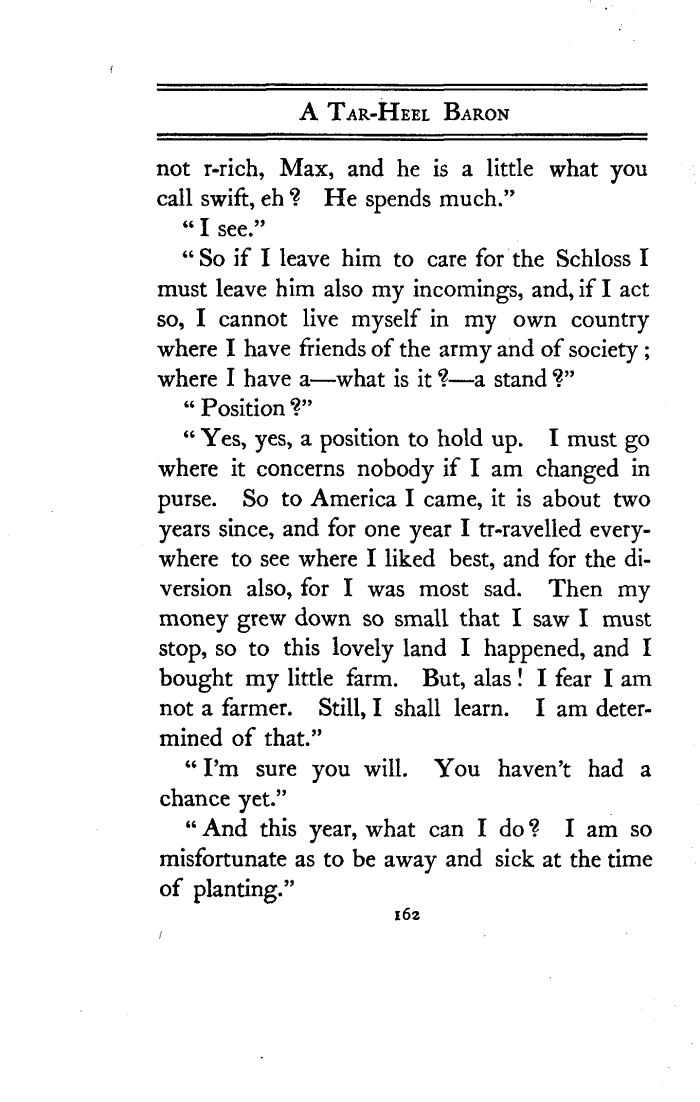 A Tar-Heel Baron
not r-rich, Max, and he is a little what you
call swift, eh? He spends much.”
“I see.”
“So if I leave him to care for the Schloss I
must leave him also my incomings, and, if I act
so, I cannot live myself in my own country
where I have friends of the army and of society;
where I have a—what is it?—a stand?”
“Position?”
“Yes, yes, a position to hold up. I must go
where it concerns nobody if I am changed in
purse. So to America I came, it is about two
years since, and for one year I tr-ravelled every-
where to see where I liked best, and for the di-
version also, for I was most sad. Then my
money grew down so small that I saw I must
stop, so to this lovely land I happened, and I
bought my little farm. But, alas! I fear I am
not a farmer. Still, I shall learn. I am deter-
mined of that.”
“I'm sure you will. You haven't had a
chance yet.”
“And this year, what can I do? I am so
misfortunate as to be away and sick at the time
of planting.”
162